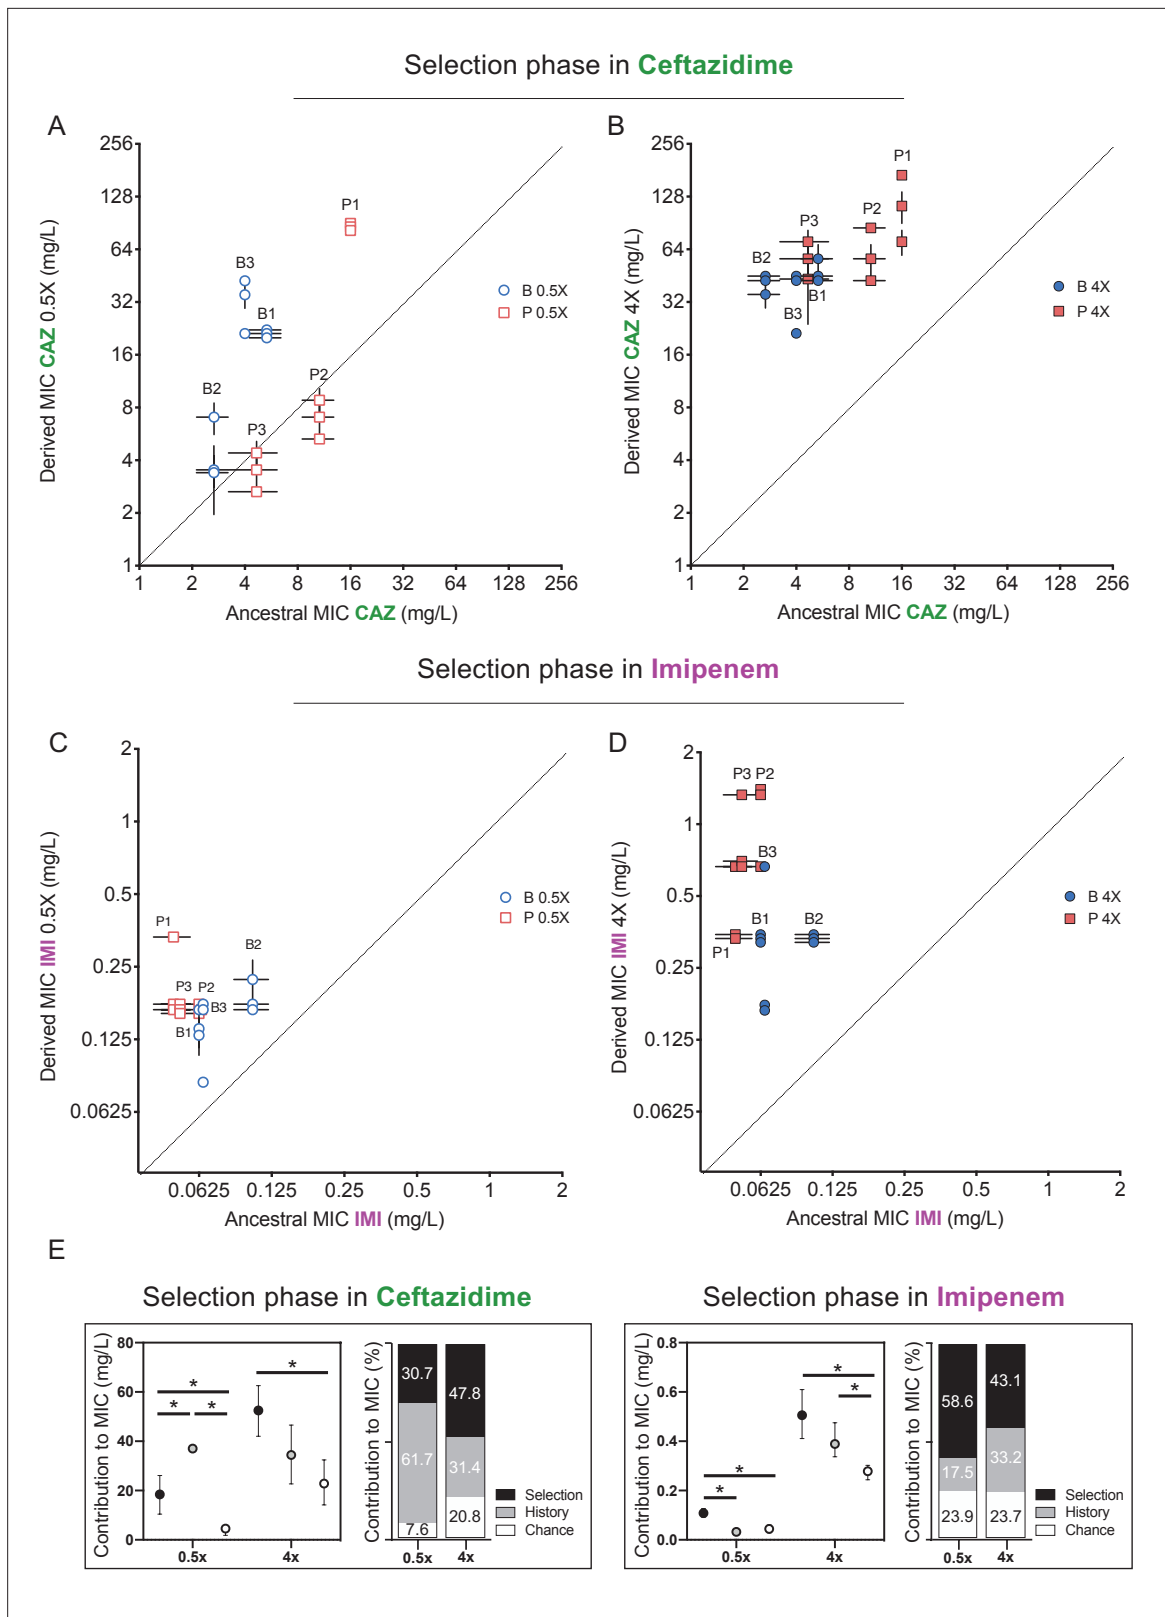 Selection phase in Ceftazidime
A
B
256
128
64
32
16
8
4
2
1
Derived MIC CAZ 0.5X (mg/L)
P1
B3
B1
B2
P2
P3
B 0.5X
P 0.5X
1 2 4 8 16 32 64 128 256
Ancestral MIC CAZ (mg/L)
256
128
64
32
16
8
4
2
1
Derived MIC CAZ 4X (mg/L)
P1
P2
P3
B2
B1
B3
B 4X
P 4X
1 2 4 8 16 32 64 128 256
Ancestral MIC CAZ (mg/L)
Selection phase in Imipenem
C
D
2
1
0.5
0.25
0.125
0.0625
Derived MIC IMI 0.5X (mg/L)
P1
B2
P3 P2
B3
B1
B 0.5X
P 0.5X
0.0625 0.125 0.25 0.5 1 2
Ancestral MIC IMI (mg/L)
2
1
0.5
0.25
0.125
0.0625
Derived MIC IMI 4X (mg/L)
P3 P2
B3
B1 B2
P1
B 4X
P 4X
0.0625 0.125 0.25 0.5 1 2
Ancestral MIC IMI (mg/L)
E
Selection phase in Ceftazidime
Contribution to MIC (mg/L)
80
60
40
20
0
*
*
* *
0.5x 4x
Contribution to MIC (%)
30.7
47.8
61.7
31.4
20.8
7.6
0.5x 4x
Selection
History
Chance
Selection phase in Imipenem
Contribution to MIC (mg/L)
0.8
0.6
0.4
0.2
0.0
*
*
*
*
0.5x 4x
Contribution to MIC (%)
43.1
58.6
17.5
33.2
23.9
23.7
0.5x 4x
Selection
History
Chance